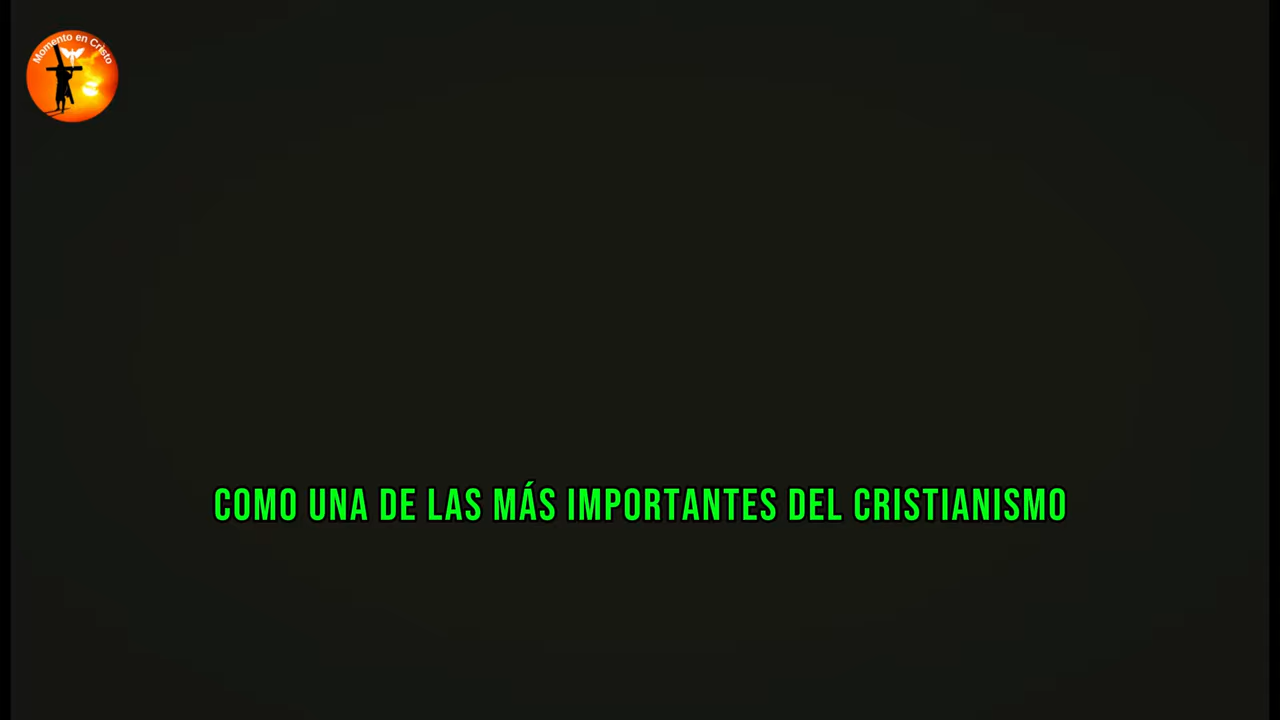 Momento en Cristo
COMO UNA DE LAS MÁS IMPORTANTES DEL CRISTIANISMO